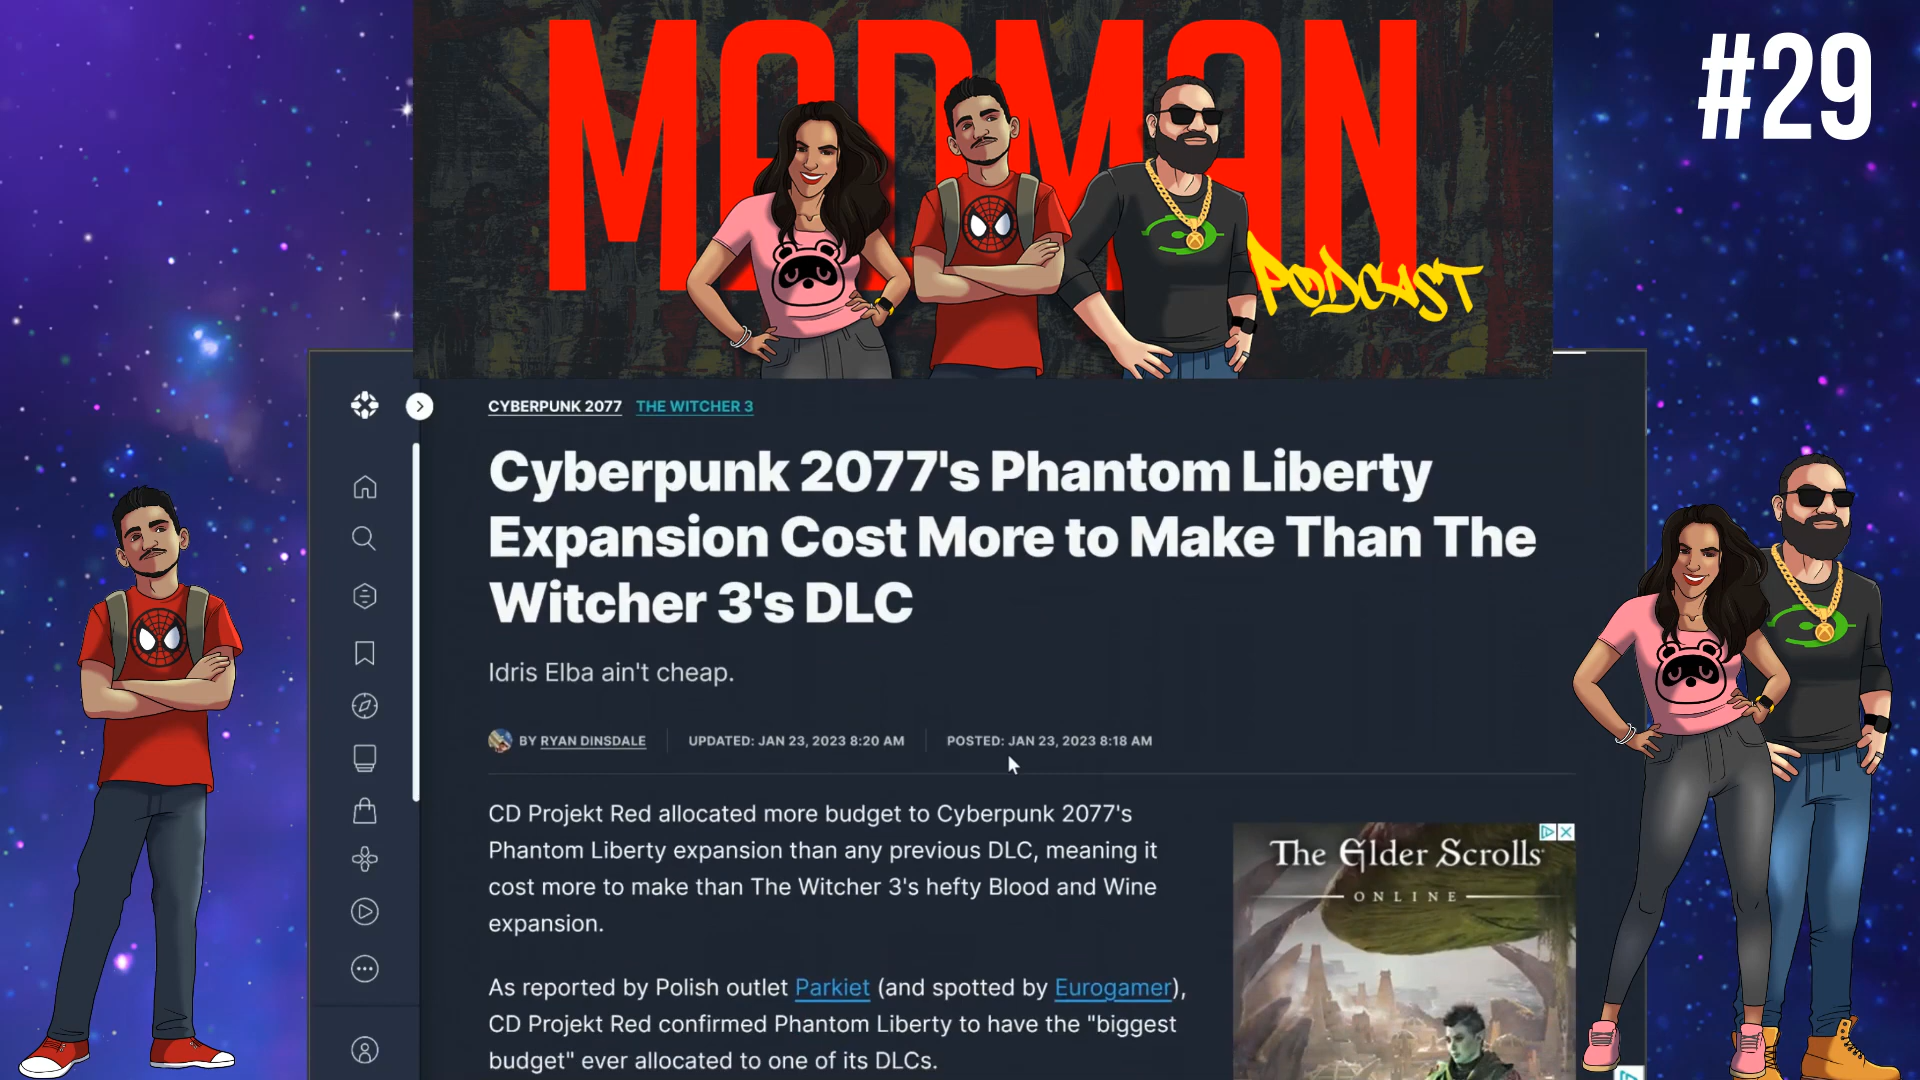 MADMAN
PODCAST
#29
CYBERPUNK 2077 THE WITCHER 3
Cyberpunk 2077's Phantom Liberty
Expansion Cost More to Make Than The
Witcher 3's DLC
Idris Elba ain't cheap.
BY RYAN DINSDALE UPDATED: JAN 23, 2023 8:20 AM POSTED: JAN 23, 2023 8:18 AM
CD Projekt Red allocated more budget to Cyberpunk 2077's
Phantom Liberty expansion than any previous DLC, meaning it
cost more to make than The Witcher 3's hefty Blood and Wine
expansion.
As reported by Polish outlet Parkiet (and spotted by Eurogamer),
CD Projekt Red confirmed Phantom Liberty to have the "biggest
budget" ever allocated to one of its DLCs.
The Elder Scrolls
ONLINE